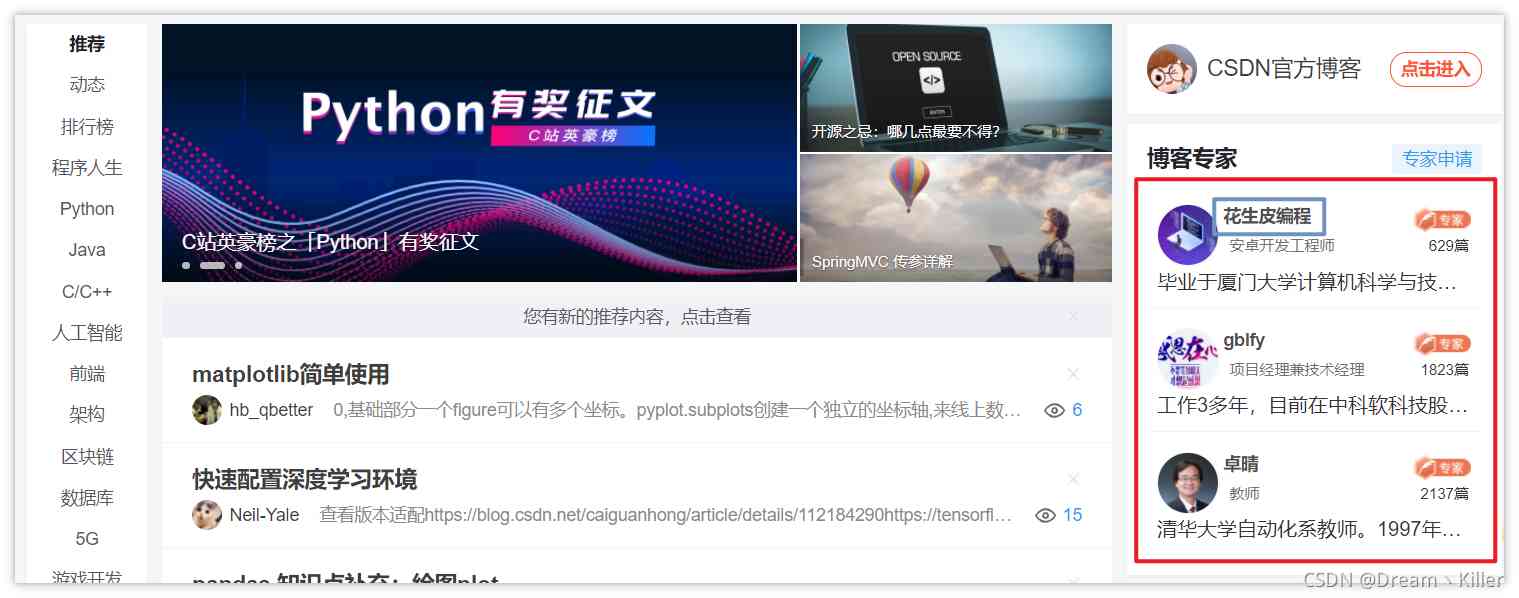 推荐
动态
排行榜
程序人生
Python
Java
C/C++
人工智能
前端
架构
区块链
数据库
5G
游戏开发
Python有奖征文
C站英豪榜
C站英豪榜之「Python」有奖征文
OPEN SOURCE
</>
开源之忌：哪几点最要不得?
SpringMVC 传参详解
您有新的推荐内容，点击查看
matplotlib简单使用
hb_qbetter 0,基础部分一个figure可以有多个坐标。pyplot.subplots创建一个独立的坐标轴,来线上数… 6
快速配置深度学习环境
Neil-Yale 查看版本适配https://blog.csdn.net/caiguanhong/article/details/112184290https://tensorfl… 15
pandas 知识点补充：绘图plot
CSDN官方博客 点击进入
博客专家 专家申请
花生皮编程 专家
安卓开发工程师 629篇
毕业于厦门大学计算机科学与技…
gblfy 专家
项目经理兼技术经理 1823篇
工作3多年，目前在中科软科技股…
卓晴 专家
教师 2137篇
清华大学自动化系教师。1997年…
CSDN @Dream丶Killer